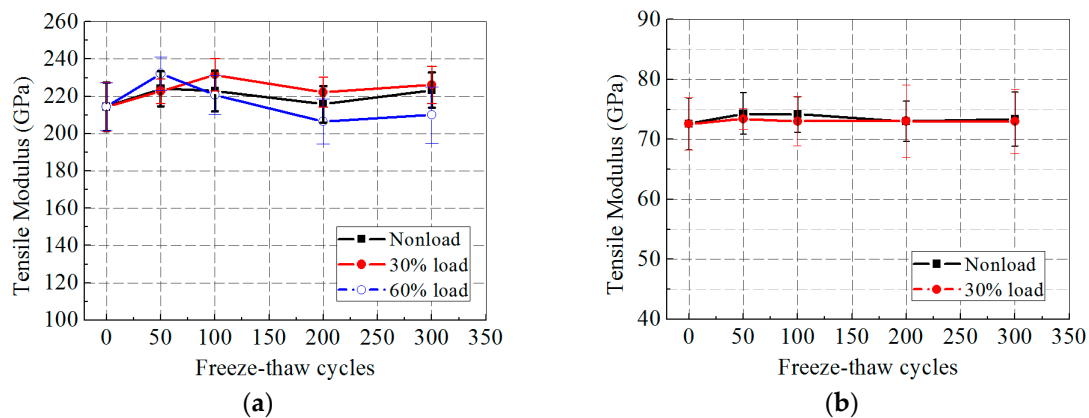 260
240
220
200
180
160
140
120
100
Tensile Modulus (GPa)
Nonload
30% load
60% load
0 50 100 150 200 250 300 350
Freeze-thaw cycles
(a)
90
80
70
60
50
40
Tensile Modulus (GPa)
Nonload
30% load
0 50 100 150 200 250 300 350
Freeze-thaw cycles
(b)